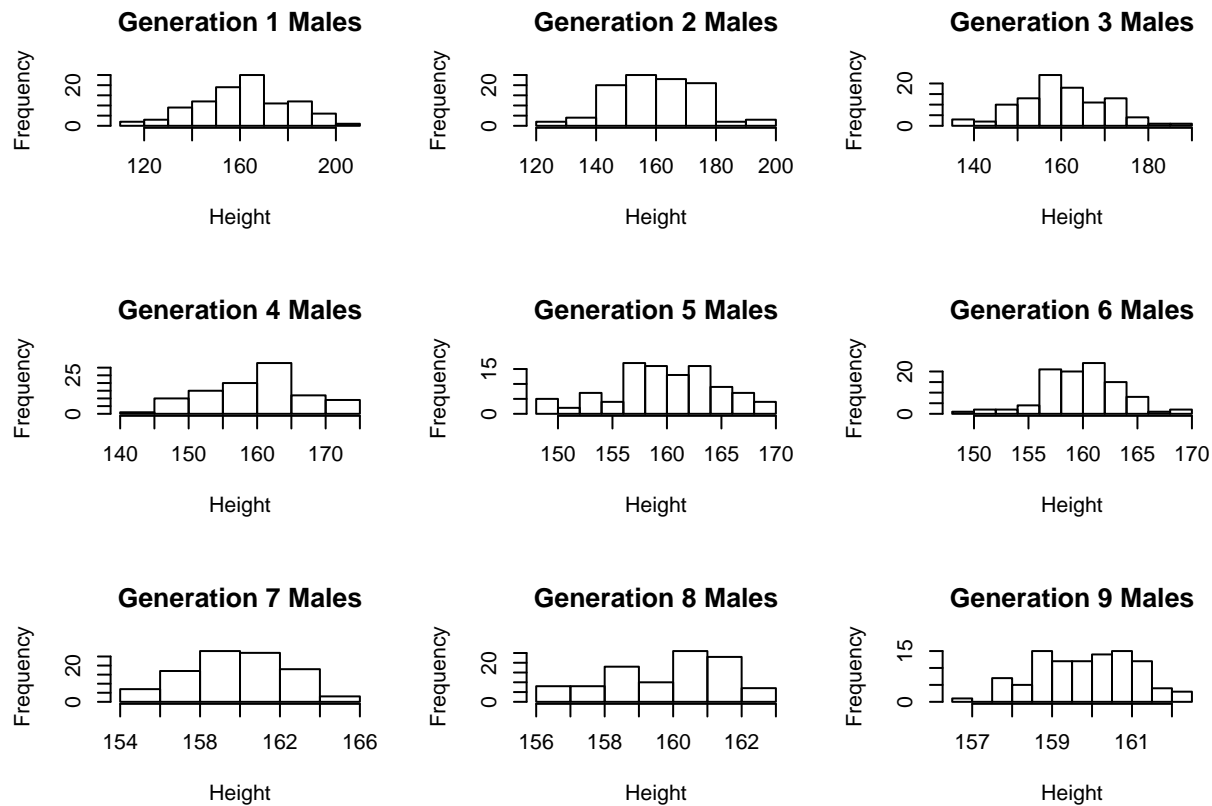 Generation 1 Males
Frequency
0
20
120
160
200
Height
Generation 2 Males
Frequency
0
20
120
140
160
180
200
Height
Generation 3 Males
Frequency
0
20
140
160
180
Height
Generation 4 Males
Frequency
0
25
140
150
160
170
Height
Generation 5 Males
Frequency
0
15
150
155
160
165
170
Height
Generation 6 Males
Frequency
0
20
150
155
160
165
170
Height
Generation 7 Males
Frequency
0
20
154
158
162
166
Height
Generation 8 Males
Frequency
0
20
156
158
160
162
Height
Generation 9 Males
Frequency
0
15
157
159
161
Height